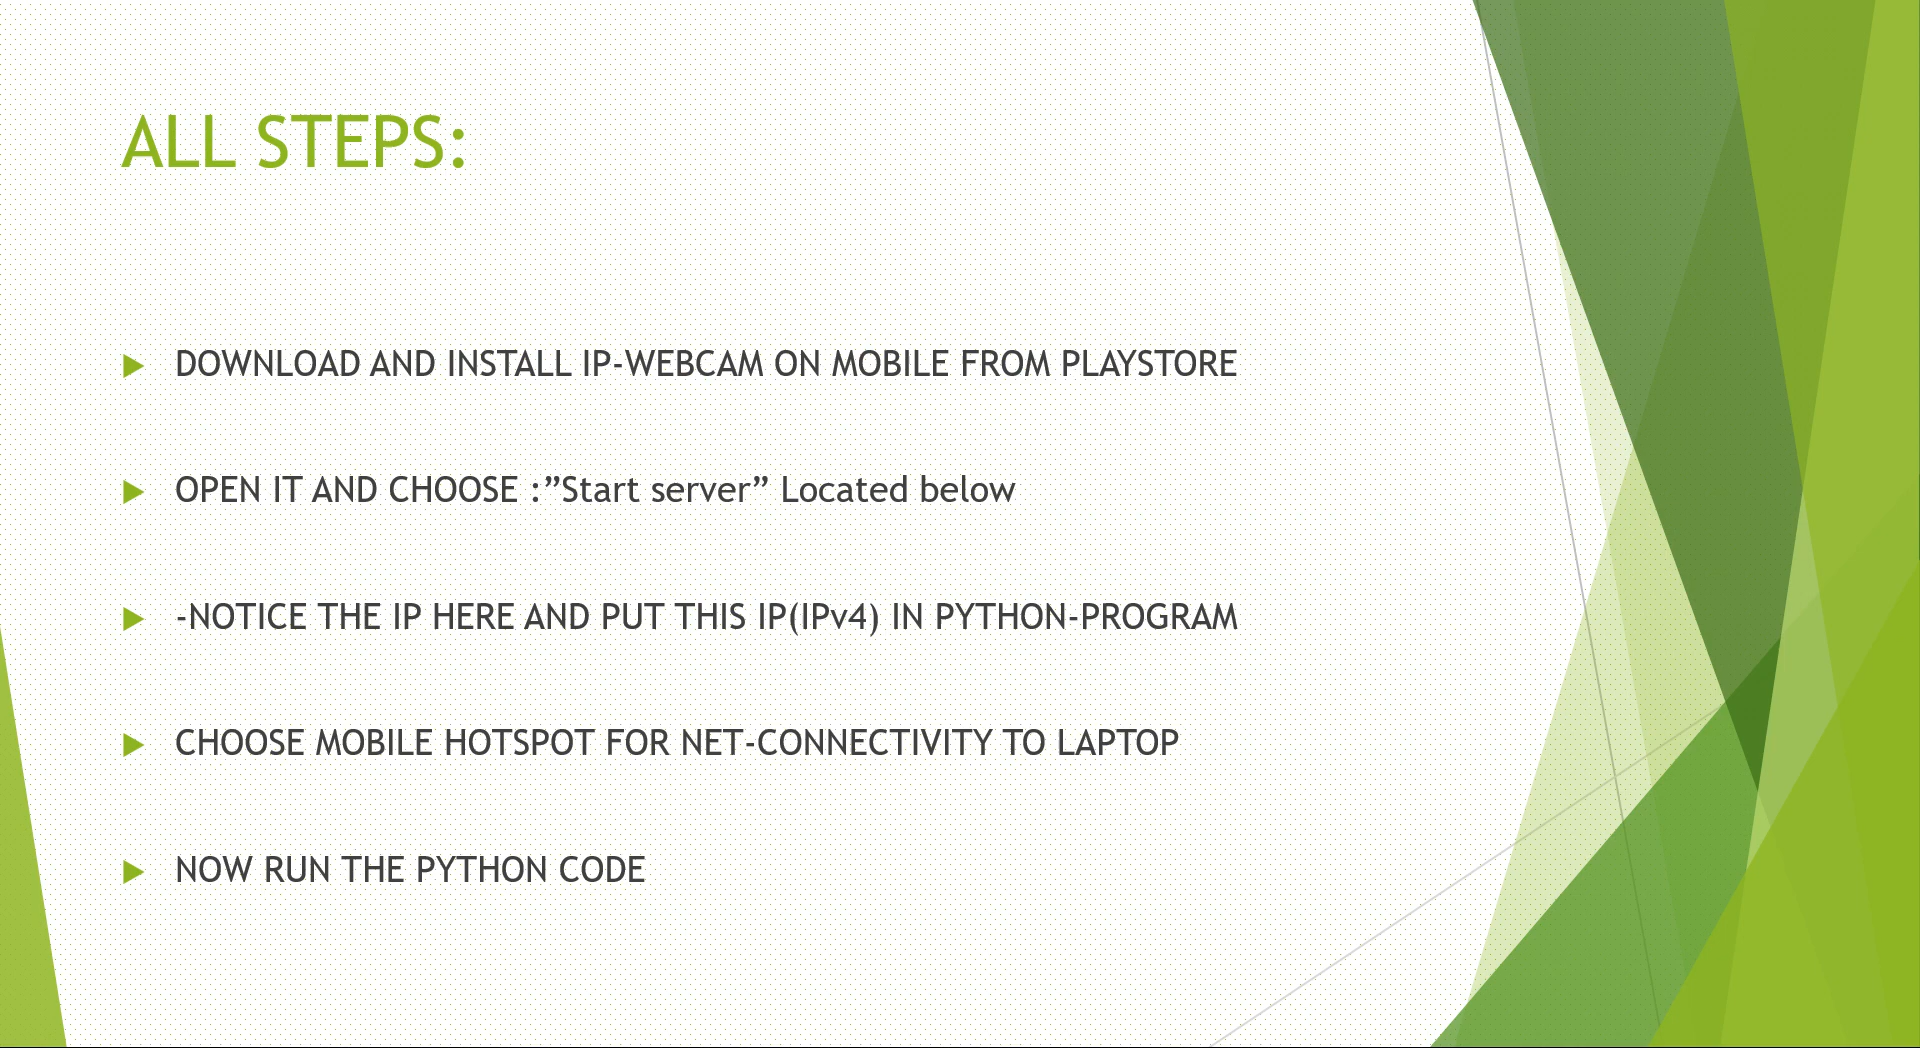 ALL STEPS:
DOWNLOAD AND INSTALL IP-WEBCAM ON MOBILE FROM PLAYSTORE
OPEN IT AND CHOOSE :”Start server” Located below
-NOTICE THE IP HERE AND PUT THIS IP(IPv4) IN PYTHON-PROGRAM
CHOOSE MOBILE HOTSPOT FOR NET-CONNECTIVITY TO LAPTOP
NOW RUN THE PYTHON CODE